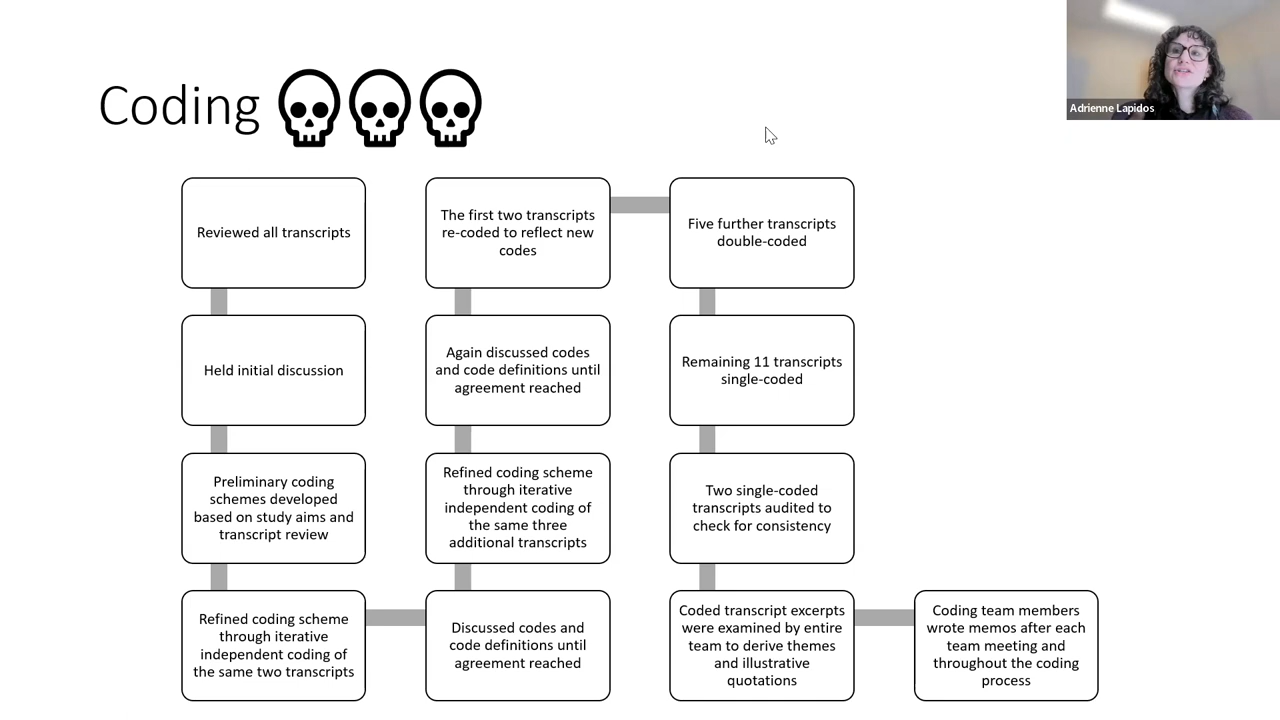 Coding
Adrienne Lapidos
Reviewed all transcripts
Held initial discussion
Preliminary coding
schemes developed
based on study aims and
transcript review
Refined coding scheme
through iterative
independent coding of
the same two transcripts
Discussed codes and
code definitions until
agreement reached
Refined coding scheme
through iterative
independent coding of
the same three
additional transcripts
Again discussed codes
and code definitions until
agreement reached
The first two transcripts
re-coded to reflect new
codes
Five further transcripts
double-coded
Remaining 11 transcripts
single-coded
Two single-coded
transcripts audited to
check for consistency
Coded transcript excerpts
were examined by entire
team to derive themes
and illustrative
quotations
Coding team members
wrote memos after each
team meeting and
throughout the coding
process